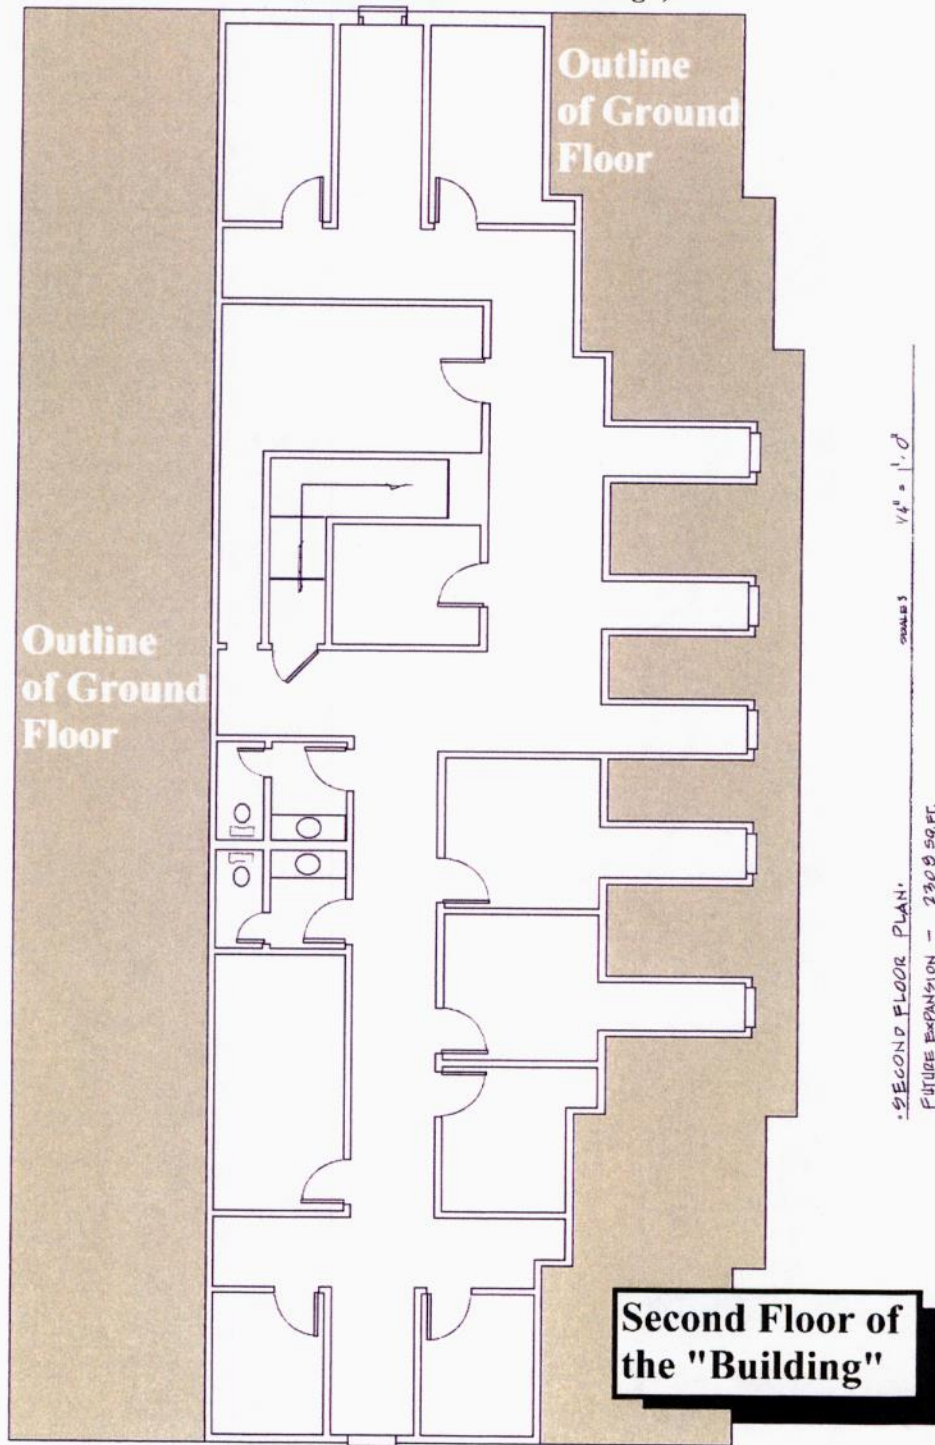 Outline
of Ground
Floor
Outline
of Ground
Floor
SCALE 1/4" = 1'.0"
.SECOND FLOOR PLAN.
FUTURE EXPANSION - 2308 SQ.FT.
Second Floor of
the "Building"